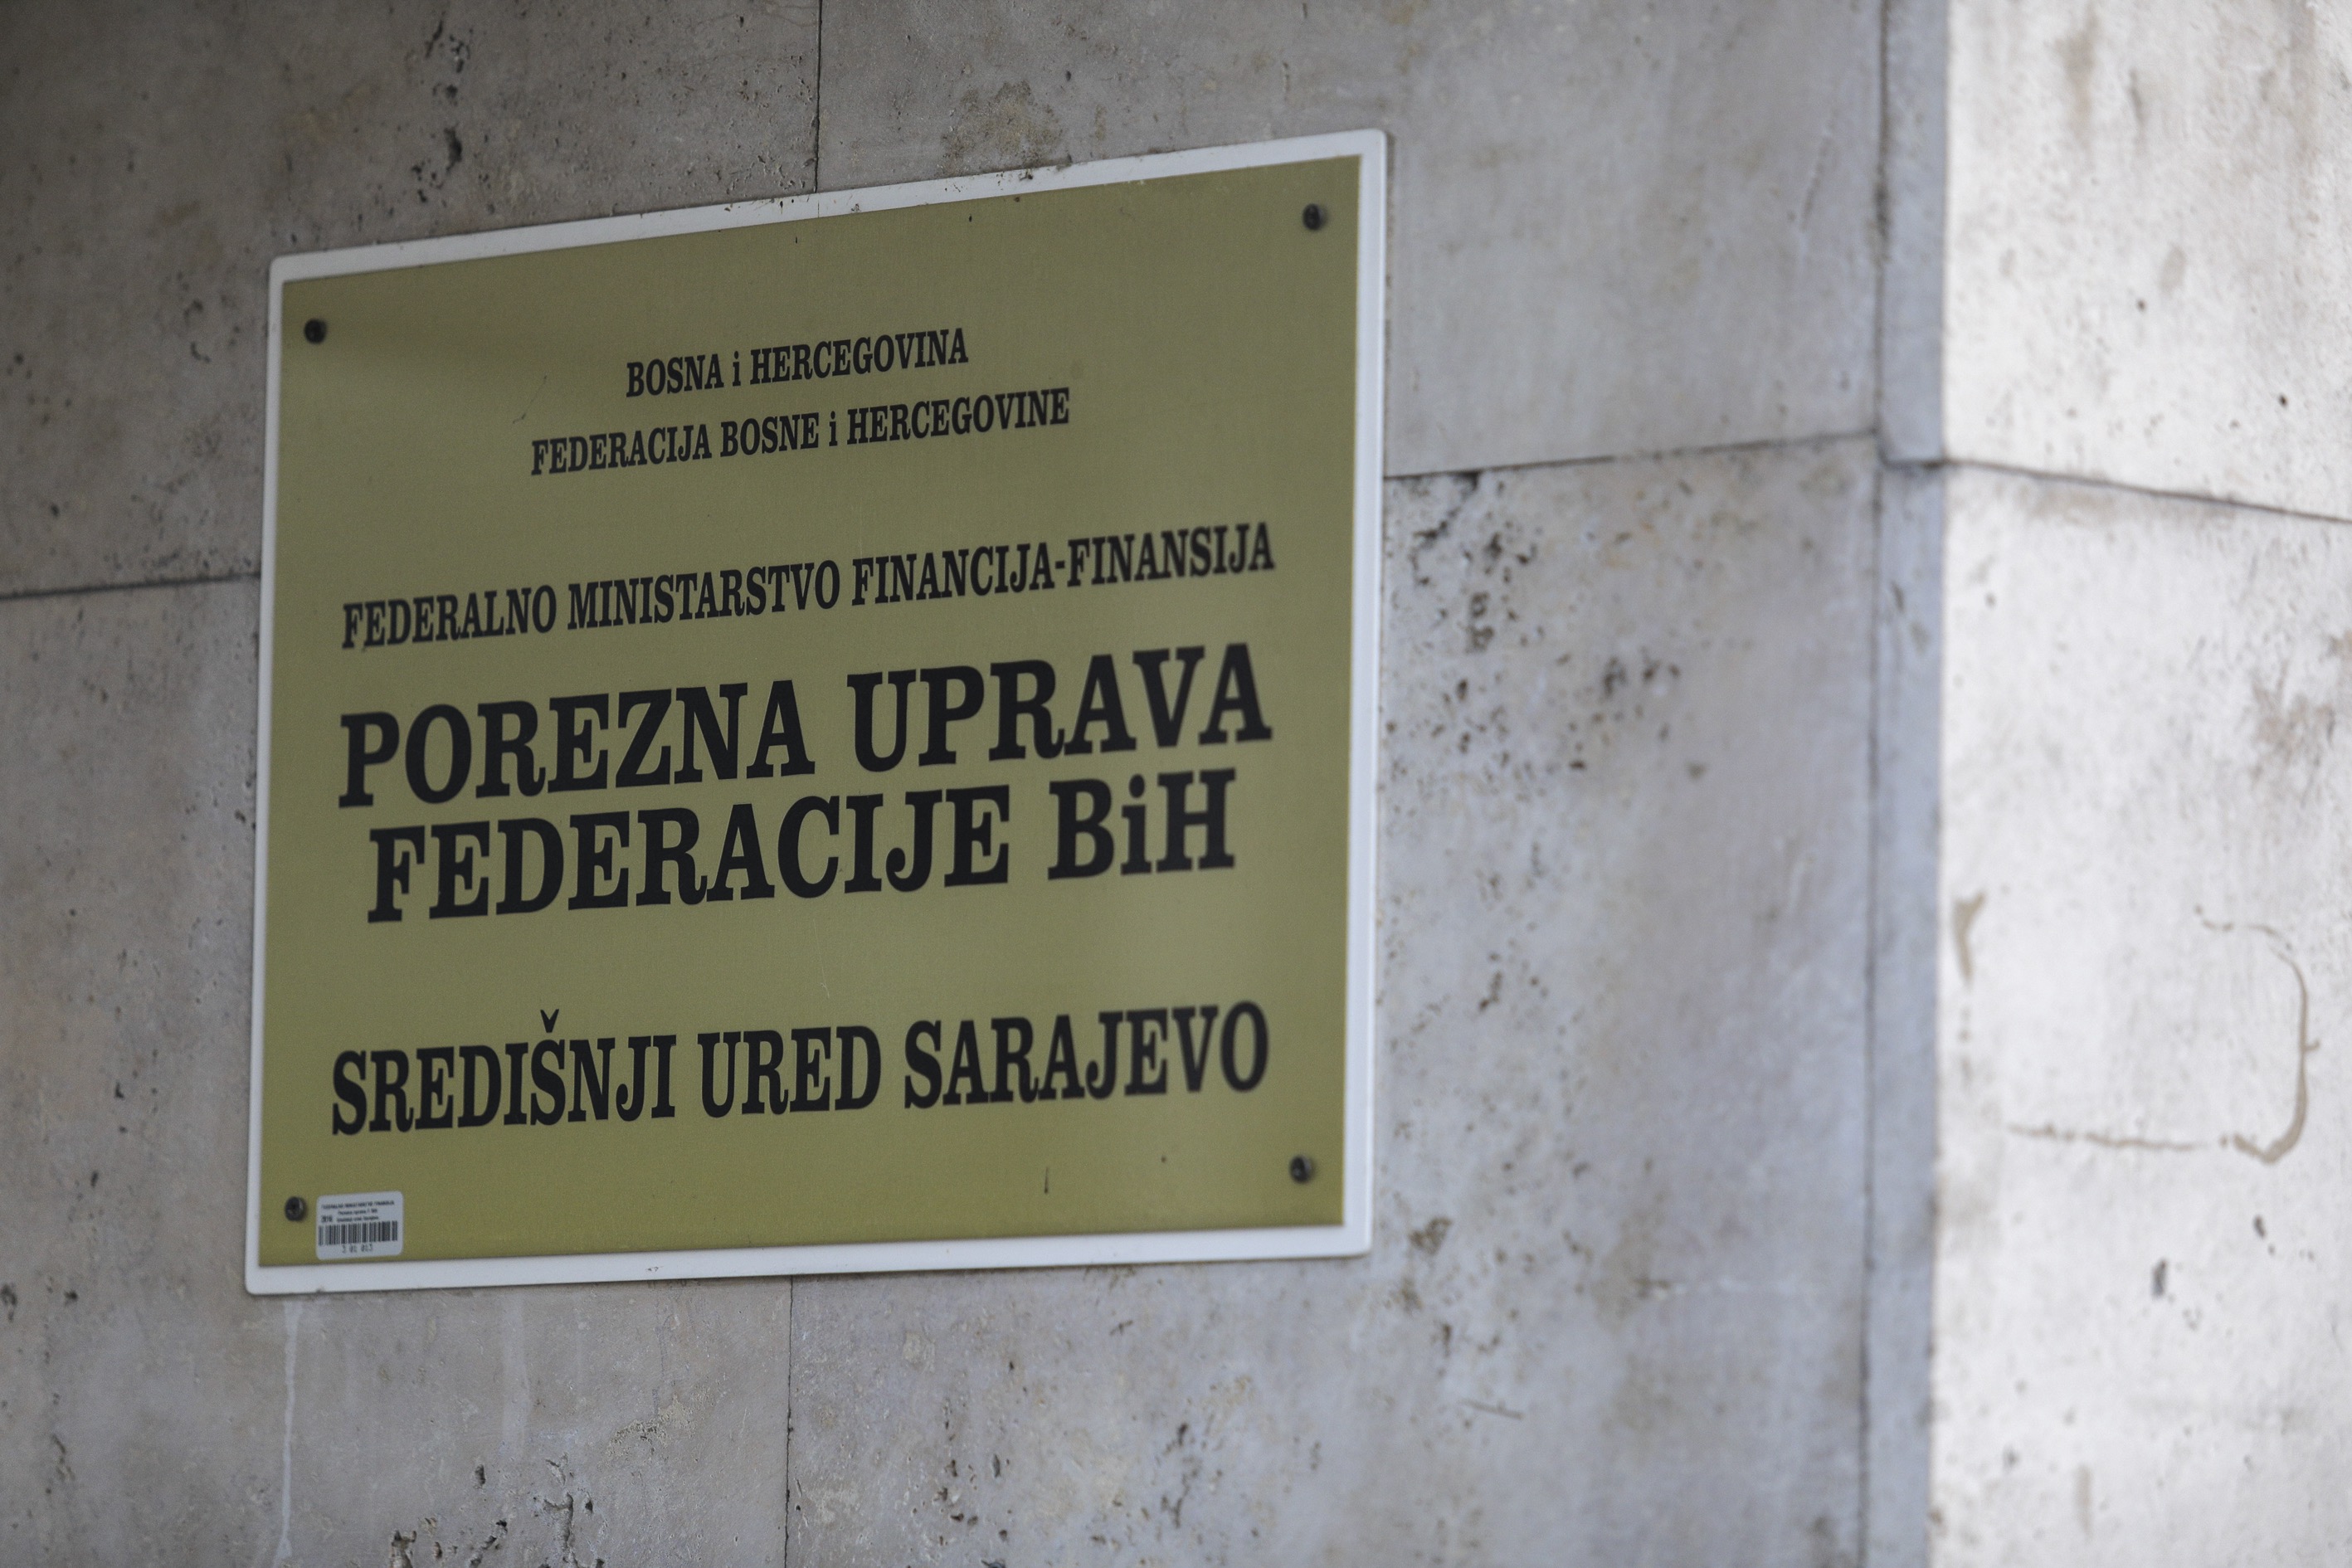 BOSNA i HERCEGOVINA
FEDERACIJA BOSNE i HERCEGOVINE
FEDERALNO MINISTARSTVO FINANCIJA-FINANSIJA
POREZNA UPRAVA
FEDERACIJE BiH
SREDIŠNJI URED SARAJEVO